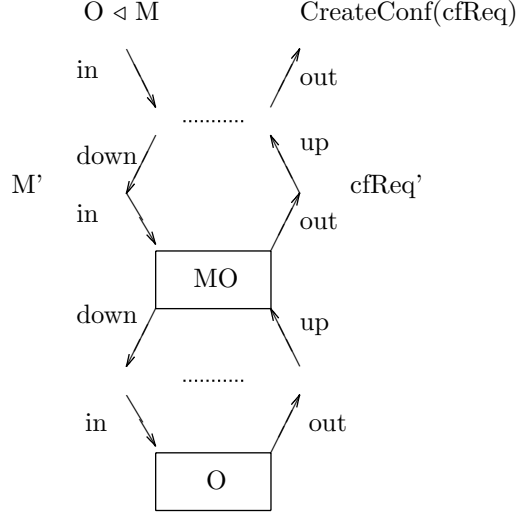 O ◃ M CreateConf(cfReq)
in out
...........
down up
M' cfReq'
in out
MO
down up
...........
in out
O